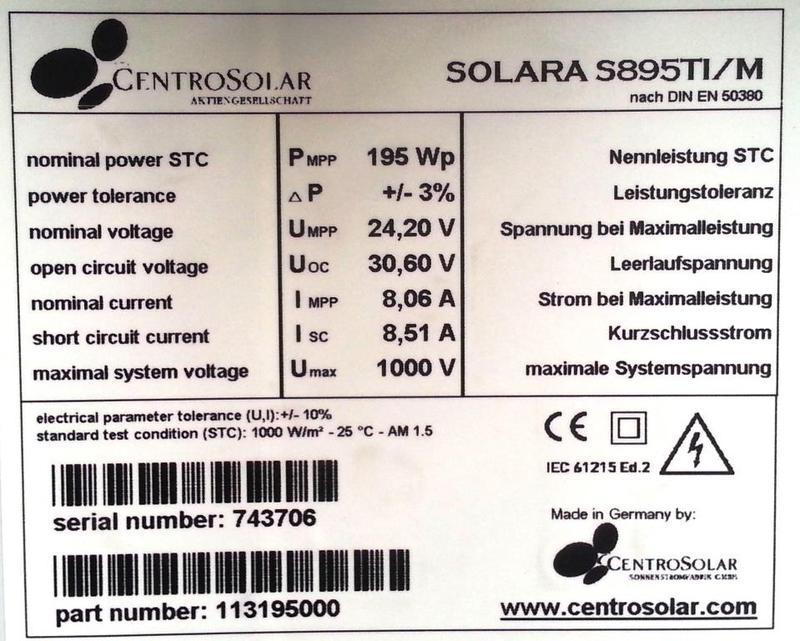 CENTROSOLAR
AKTIENGESELLSCHAFT
SOLARA S895TI/M
nach DIN EN 50380
nominal power STC PMPP 195 Wp Nennleistung STC
power tolerance △P +/- 3% Leistungstoleranz
nominal voltage UMPP 24,20 V Spannung bei Maximalleistung
open circuit voltage UOC 30,60 V Leerlaufspannung
nominal current I MPP 8,06 A Strom bei Maximalleistung
short circuit current I SC 8,51 A Kurzschlussstrom
maximal system voltage Umax 1000 V maximale Systemspannung
electrical parameter tolerance (U,I):+/- 10%
standard test condition (STC): 1000 W/m² - 25 °C - AM 1.5
CE
IEC 61215 Ed.2
serial number: 743706
Made in Germany by:
CENTROSOLAR
SONNENSTROMFABRIK GMBH
part number: 113195000
www.centrosolar.com